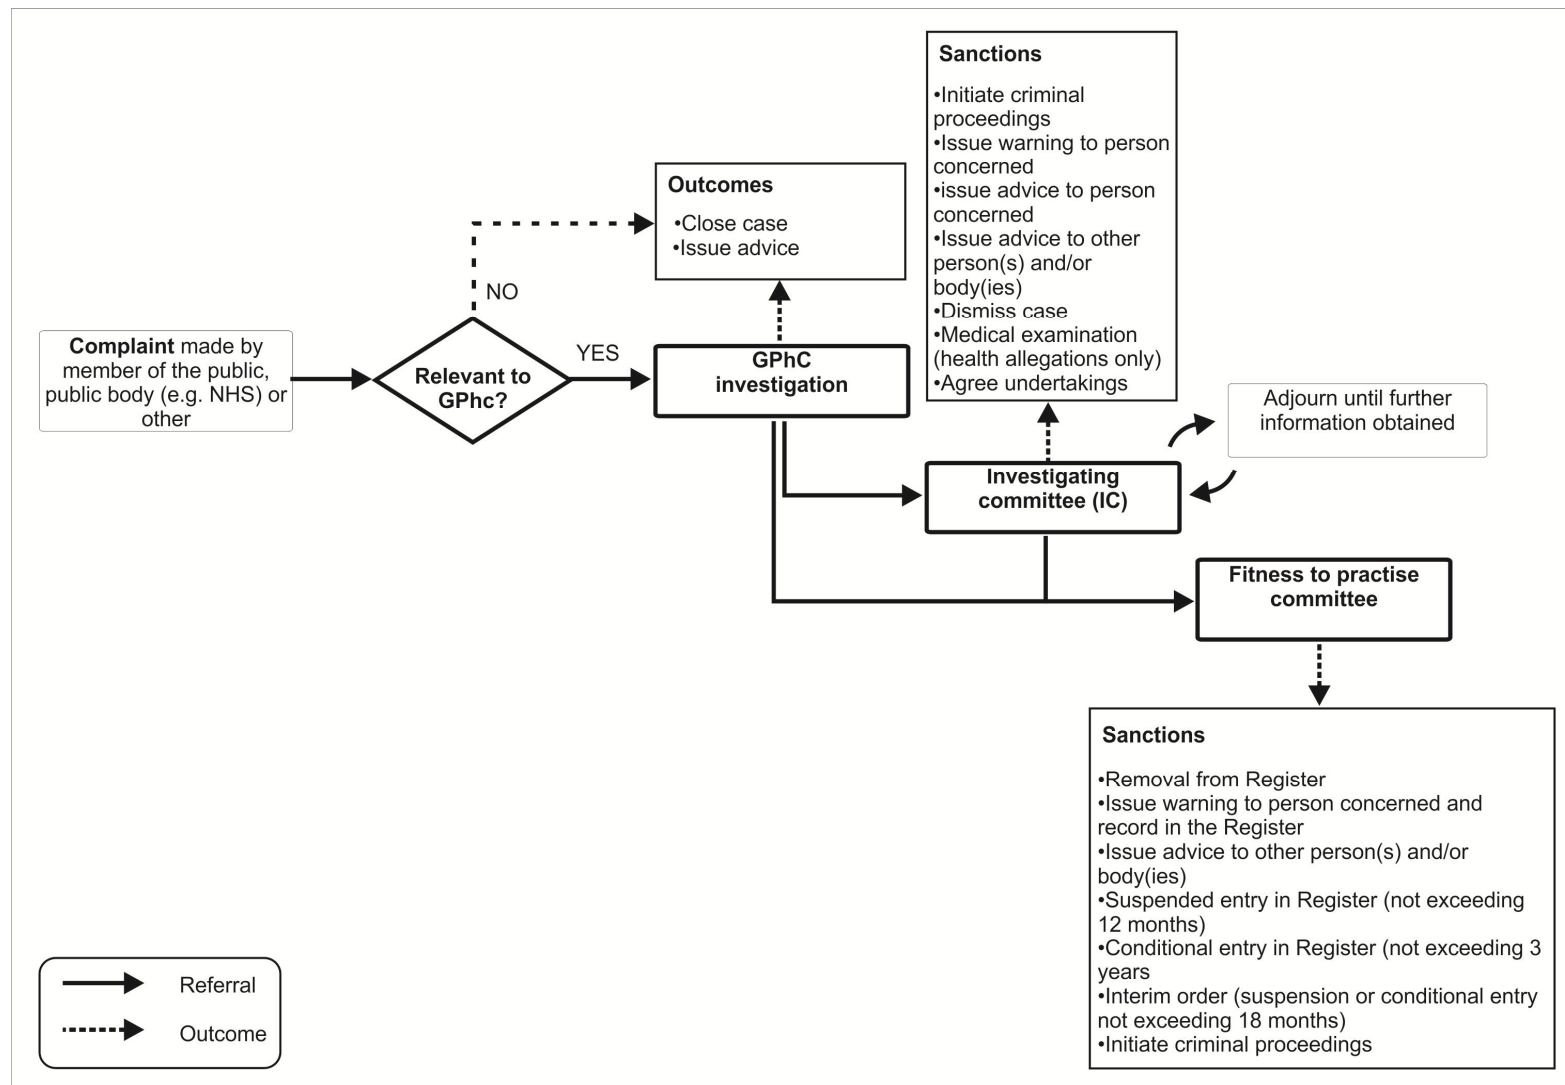 Complaint made by
member of the public,
public body (e.g. NHS) or
other
Relevant to
GPhc?
NO
YES
Outcomes
•Close case
•Issue advice
GPhC
investigation
Sanctions
•Initiate criminal
proceedings
•Issue warning to person
concerned
•issue advice to person
concerned
•Issue advice to other
person(s) and/or
body(ies)
•Dismiss case
•Medical examination
(health allegations only)
•Agree undertakings
Adjourn until further
information obtained
Investigating
committee (IC)
Fitness to practise
committee
Sanctions
•Removal from Register
•Issue warning to person concerned and
record in the Register
•Issue advice to other person(s) and/or
body(ies)
•Suspended entry in Register (not exceeding
12 months)
•Conditional entry in Register (not exceeding 3
years
•Interim order (suspension or conditional entry
not exceeding 18 months)
•Initiate criminal proceedings
Referral
Outcome